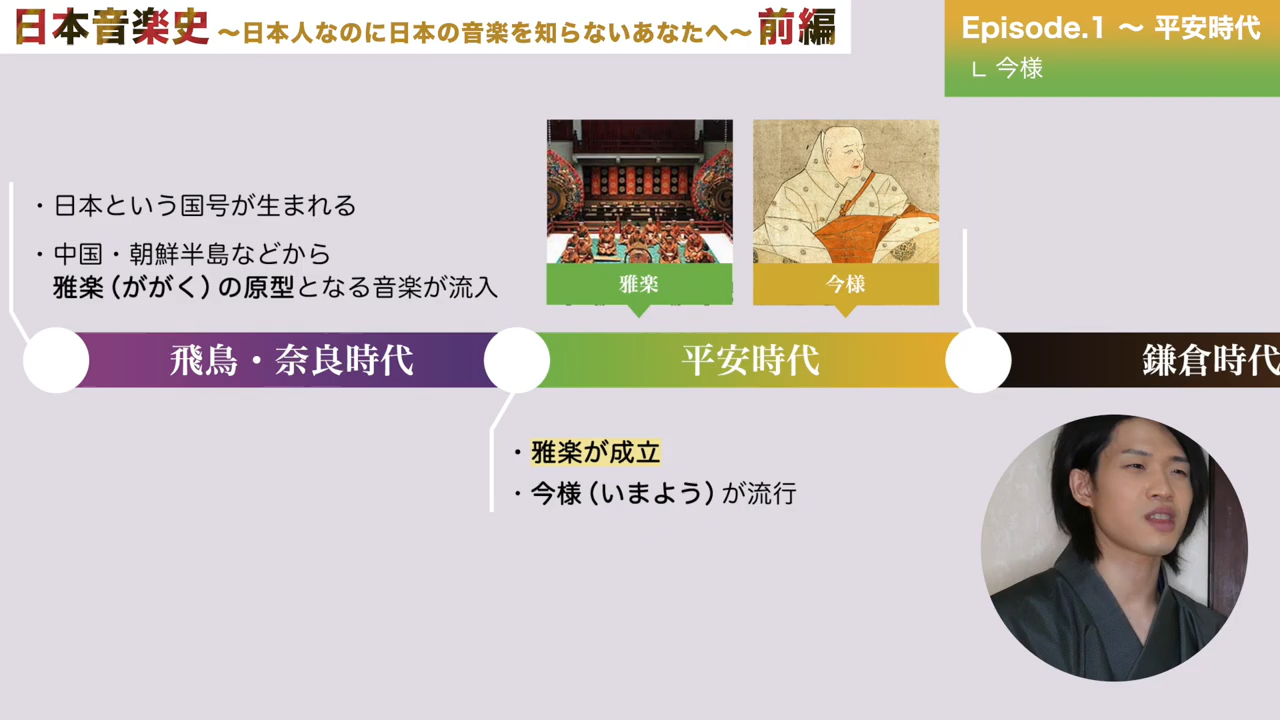 日本音楽史 〜日本人なのに日本の音楽を知らないあなたへ〜 前編
Episode.1 〜 平安時代
∟ 今様
・日本という国号が生まれる
・中国・朝鮮半島などから
雅楽（ががく）の原型となる音楽が流入
雅楽
今様
飛鳥・奈良時代
平安時代
鎌倉時代
・雅楽が成立
・今様（いまよう）が流行